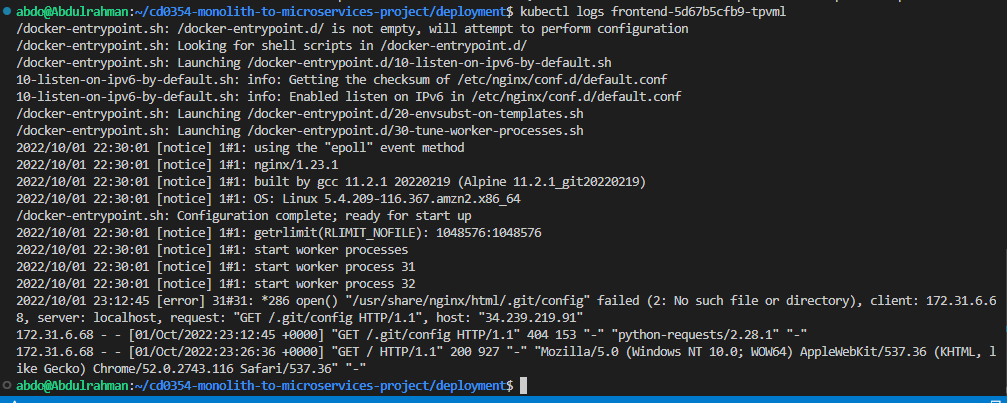 abdo@Abdulrahman:~/cd0354-monolith-to-microservices-project/deployment$ kubectl logs frontend-5d67b5cfb9-tpvml
/docker-entrypoint.sh: /docker-entrypoint.d/ is not empty, will attempt to perform configuration
/docker-entrypoint.sh: Looking for shell scripts in /docker-entrypoint.d/
/docker-entrypoint.sh: Launching /docker-entrypoint.d/10-listen-on-ipv6-by-default.sh
10-listen-on-ipv6-by-default.sh: info: Getting the checksum of /etc/nginx/conf.d/default.conf
10-listen-on-ipv6-by-default.sh: info: Enabled listen on IPv6 in /etc/nginx/conf.d/default.conf
/docker-entrypoint.sh: Launching /docker-entrypoint.d/20-envsubst-on-templates.sh
/docker-entrypoint.sh: Launching /docker-entrypoint.d/30-tune-worker-processes.sh
2022/10/01 22:30:01 [notice] 1#1: using the "epoll" event method
2022/10/01 22:30:01 [notice] 1#1: nginx/1.23.1
2022/10/01 22:30:01 [notice] 1#1: built by gcc 11.2.1 20220219 (Alpine 11.2.1_git20220219)
2022/10/01 22:30:01 [notice] 1#1: OS: Linux 5.4.209-116.367.amzn2.x86_64
/docker-entrypoint.sh: Configuration complete; ready for start up
2022/10/01 22:30:01 [notice] 1#1: getrlimit(RLIMIT_NOFILE): 1048576:1048576
2022/10/01 22:30:01 [notice] 1#1: start worker processes
2022/10/01 22:30:01 [notice] 1#1: start worker process 31
2022/10/01 22:30:01 [notice] 1#1: start worker process 32
2022/10/01 23:12:45 [error] 31#31: *286 open() "/usr/share/nginx/html/.git/config" failed (2: No such file or directory), client: 172.31.6.6
8, server: localhost, request: "GET /.git/config HTTP/1.1", host: "34.239.219.91"
172.31.6.68 - - [01/Oct/2022:23:12:45 +0000] "GET /.git/config HTTP/1.1" 404 153 "-" "python-requests/2.28.1" "-"
172.31.6.68 - - [01/Oct/2022:23:26:36 +0000] "GET / HTTP/1.1" 200 927 "-" "Mozilla/5.0 (Windows NT 10.0; WOW64) AppleWebKit/537.36 (KHTML, l
ike Gecko) Chrome/52.0.2743.116 Safari/537.36" "-"
abdo@Abdulrahman:~/cd0354-monolith-to-microservices-project/deployment$